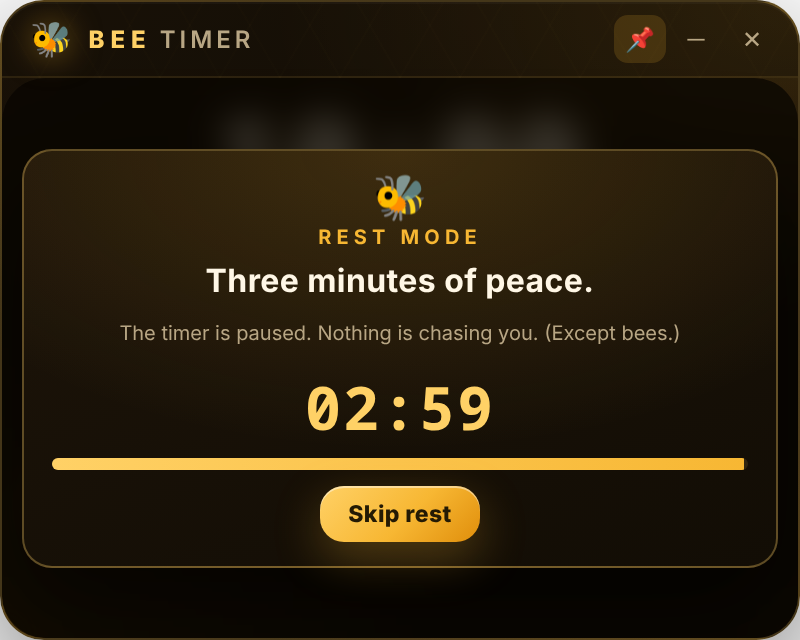 BEE TIMER
REST MODE
Three minutes of peace.
The timer is paused. Nothing is chasing you. (Except bees.)
02:59
Skip rest